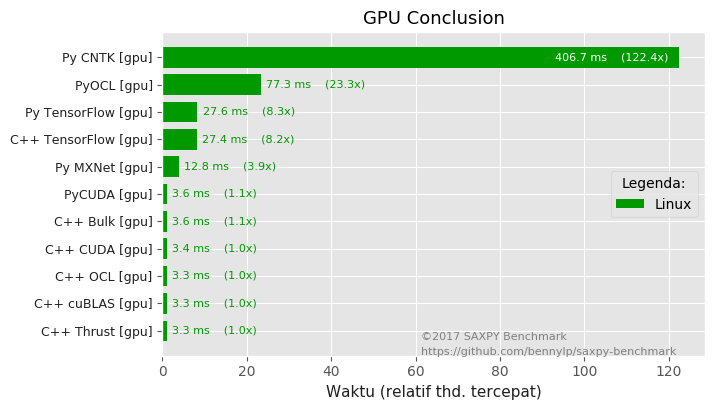 GPU Conclusion
Py CNTK [gpu] 406.7 ms (122.4x)
PyOCL [gpu] 77.3 ms (23.3x)
Py TensorFlow [gpu] 27.6 ms (8.3x)
C++ TensorFlow [gpu] 27.4 ms (8.2x)
Py MXNet [gpu] 12.8 ms (3.9x)
PyCUDA [gpu] 3.6 ms (1.1x)
C++ Bulk [gpu] 3.6 ms (1.1x)
C++ CUDA [gpu] 3.4 ms (1.0x)
C++ OCL [gpu] 3.3 ms (1.0x)
C++ cuBLAS [gpu] 3.3 ms (1.0x)
C++ Thrust [gpu] 3.3 ms (1.0x)
Legenda:
Linux
©2017 SAXPY Benchmark
https://github.com/bennylp/saxpy-benchmark
0 20 40 60 80 100 120
Waktu (relatif thd. tercepat)